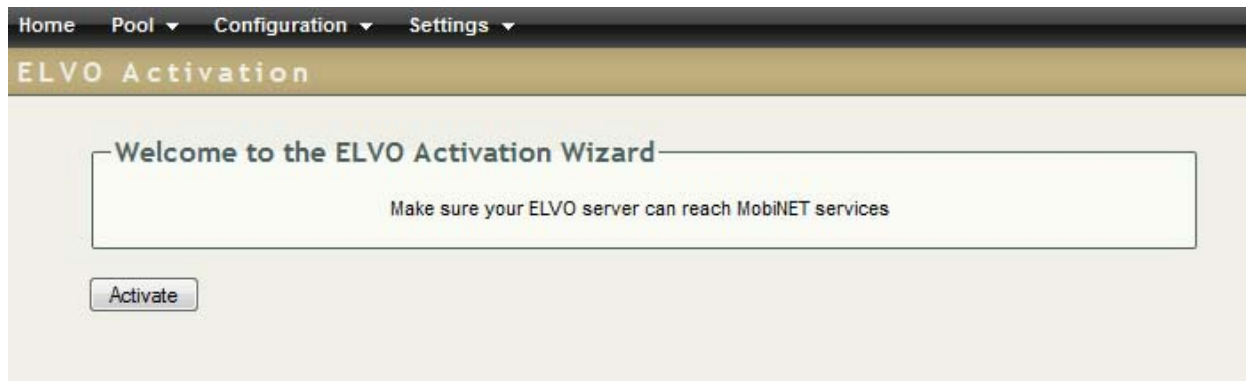 Home Pool Configuration Settings
ELVO Activation
Welcome to the ELVO Activation Wizard
Make sure your ELVO server can reach MobiNET services
Activate